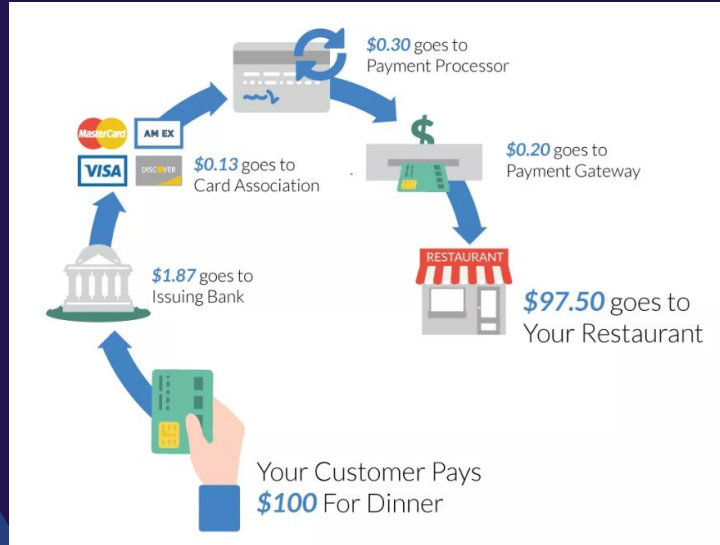 $0.30 goes to
Payment Processor
MasterCard
AM EX
VISA
DISCOVER
$0.13 goes to
Card Association
$
$0.20 goes to
Payment Gateway
$1.87 goes to
Issuing Bank
RESTAURANT
$97.50 goes to
Your Restaurant
Your Customer Pays
$100 For Dinner